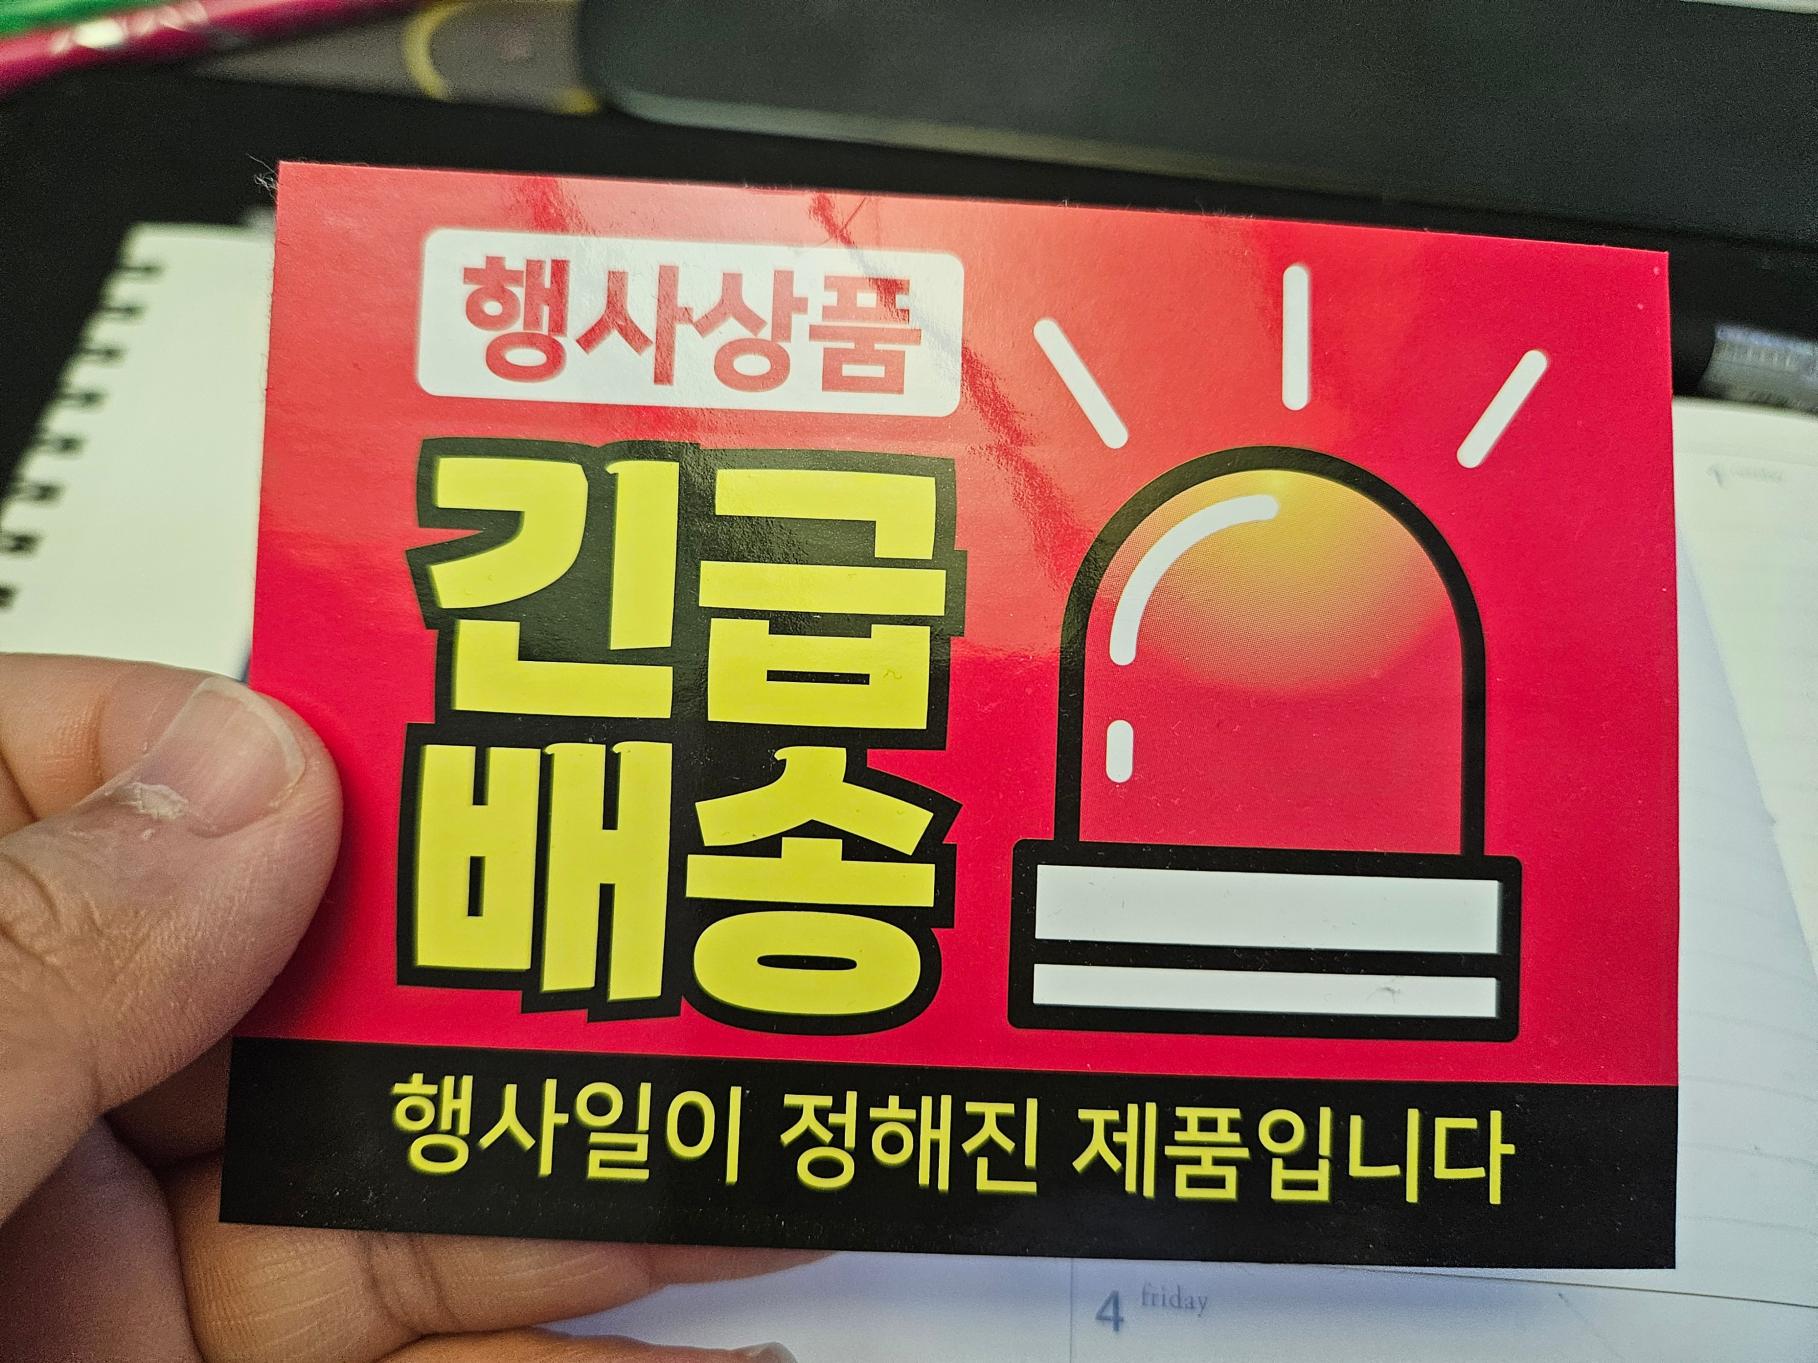 행사상품
긴급
배송
행사일이 정해진 제품입니다
4 friday